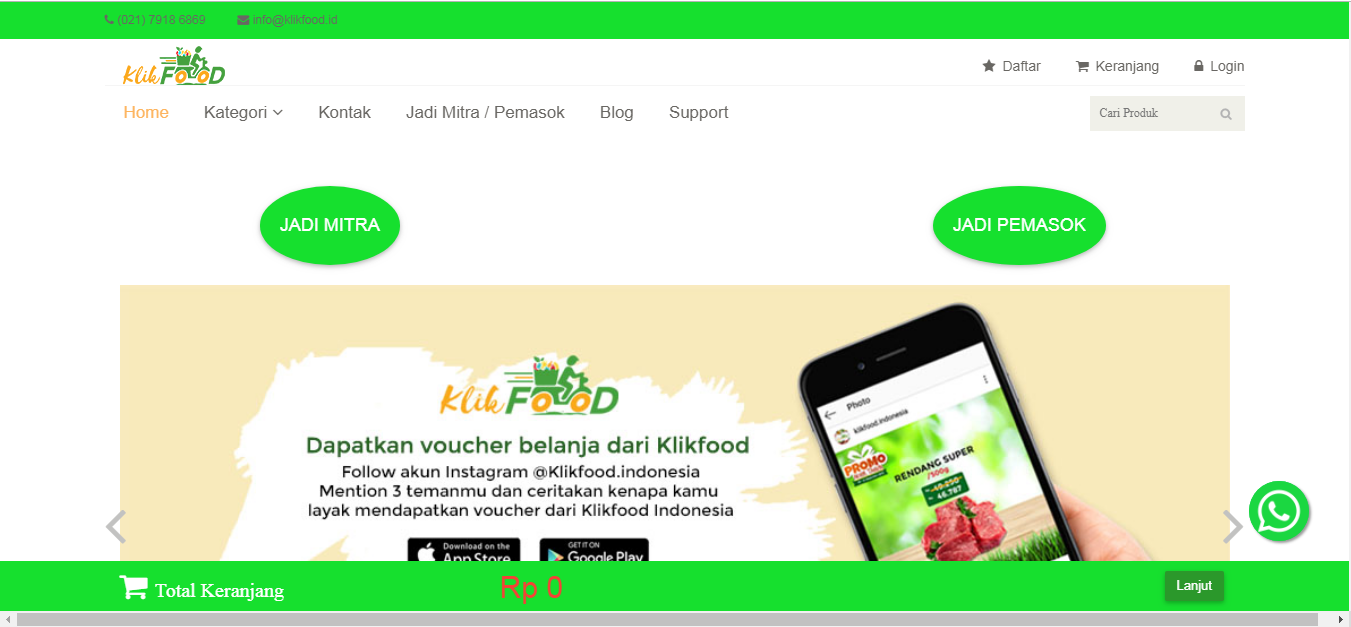 (021) 7918 6869 info@klikfood.id
Klik FOOD
Daftar Keranjang Login
Home Kategori Kontak Jadi Mitra / Pemasok Blog Support
Cari Produk
JADI MITRA JADI PEMASOK
Klik FOOD
Dapatkan voucher belanja dari Klikfood
Follow akun Instagram @Klikfood.indonesia
Mention 3 temanmu dan ceritakan kenapa kamu
layak mendapatkan voucher dari Klikfood Indonesia
Download on the
App Store
GET IT ON
Google Play
Photo
klikfood.indonesia
PROMO
RENDANG SUPER
/500g
46.787
Total Keranjang Rp 0 Lanjut